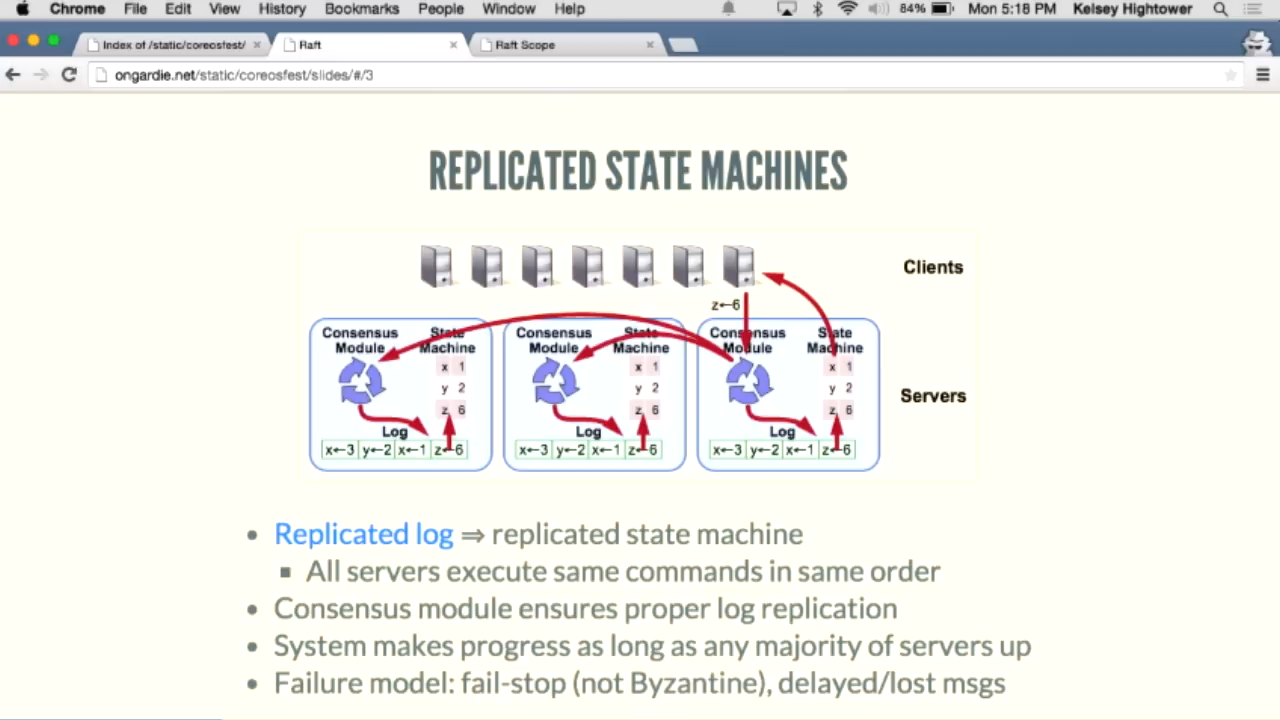 Chrome File Edit View History Bookmarks People Window Help 84% Mon 5:18 PM Kelsey Hightower
Index of /static/coreosfest/ Raft Raft Scope
ongardie.net/static/coreosfest/slides/#/3
REPLICATED STATE MACHINES
Clients
z←6
Consensus Module State Machine
x 1
y 2
z 6
Log
x←3 y←2 x←1 z←6
Consensus Module State Machine
x 1
y 2
z 6
Log
x←3 y←2 x←1 z←6
Consensus Module State Machine
x 1
y 2
z 6
Log
x←3 y←2 x←1 z←6
Servers
• Replicated log ⇒ replicated state machine
▪ All servers execute same commands in same order
• Consensus module ensures proper log replication
• System makes progress as long as any majority of servers up
• Failure model: fail-stop (not Byzantine), delayed/lost msgs